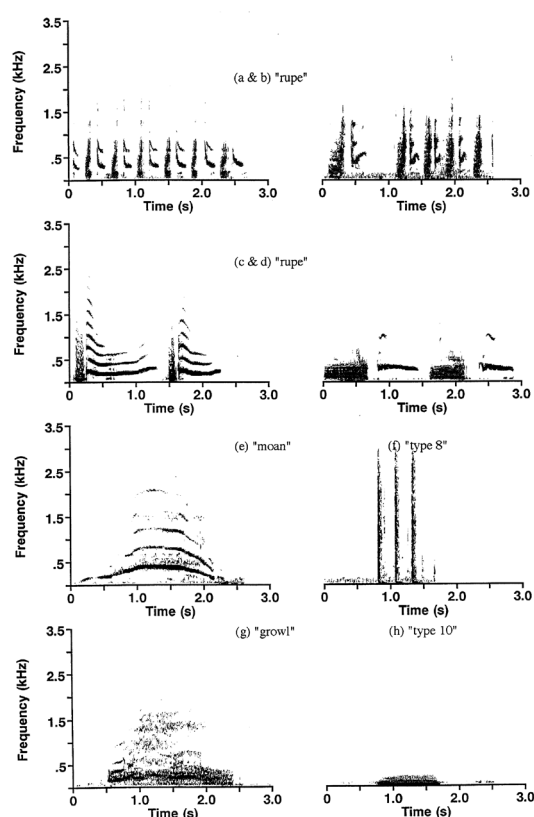 3.5
2.5
1.5
.5
0
1.0
2.0
3.0
Frequency (kHz)
Time (s)
(a & b) "rupe"
0
1.0
2.0
3.0
Time (s)
3.5
2.5
1.5
.5
0
1.0
2.0
3.0
Frequency (kHz)
Time (s)
(c & d) "rupe"
0
1.0
2.0
3.0
Time (s)
3.5
2.5
1.5
.5
0
1.0
2.0
3.0
Frequency (kHz)
Time (s)
(e) "moan"
(f) "type 8"
0
1.0
2.0
3.0
Time (s)
3.5
2.5
1.5
.5
0
1.0
2.0
3.0
Frequency (kHz)
Time (s)
(g) "growl"
(h) "type 10"
0
1.0
2.0
3.0
Time (s)